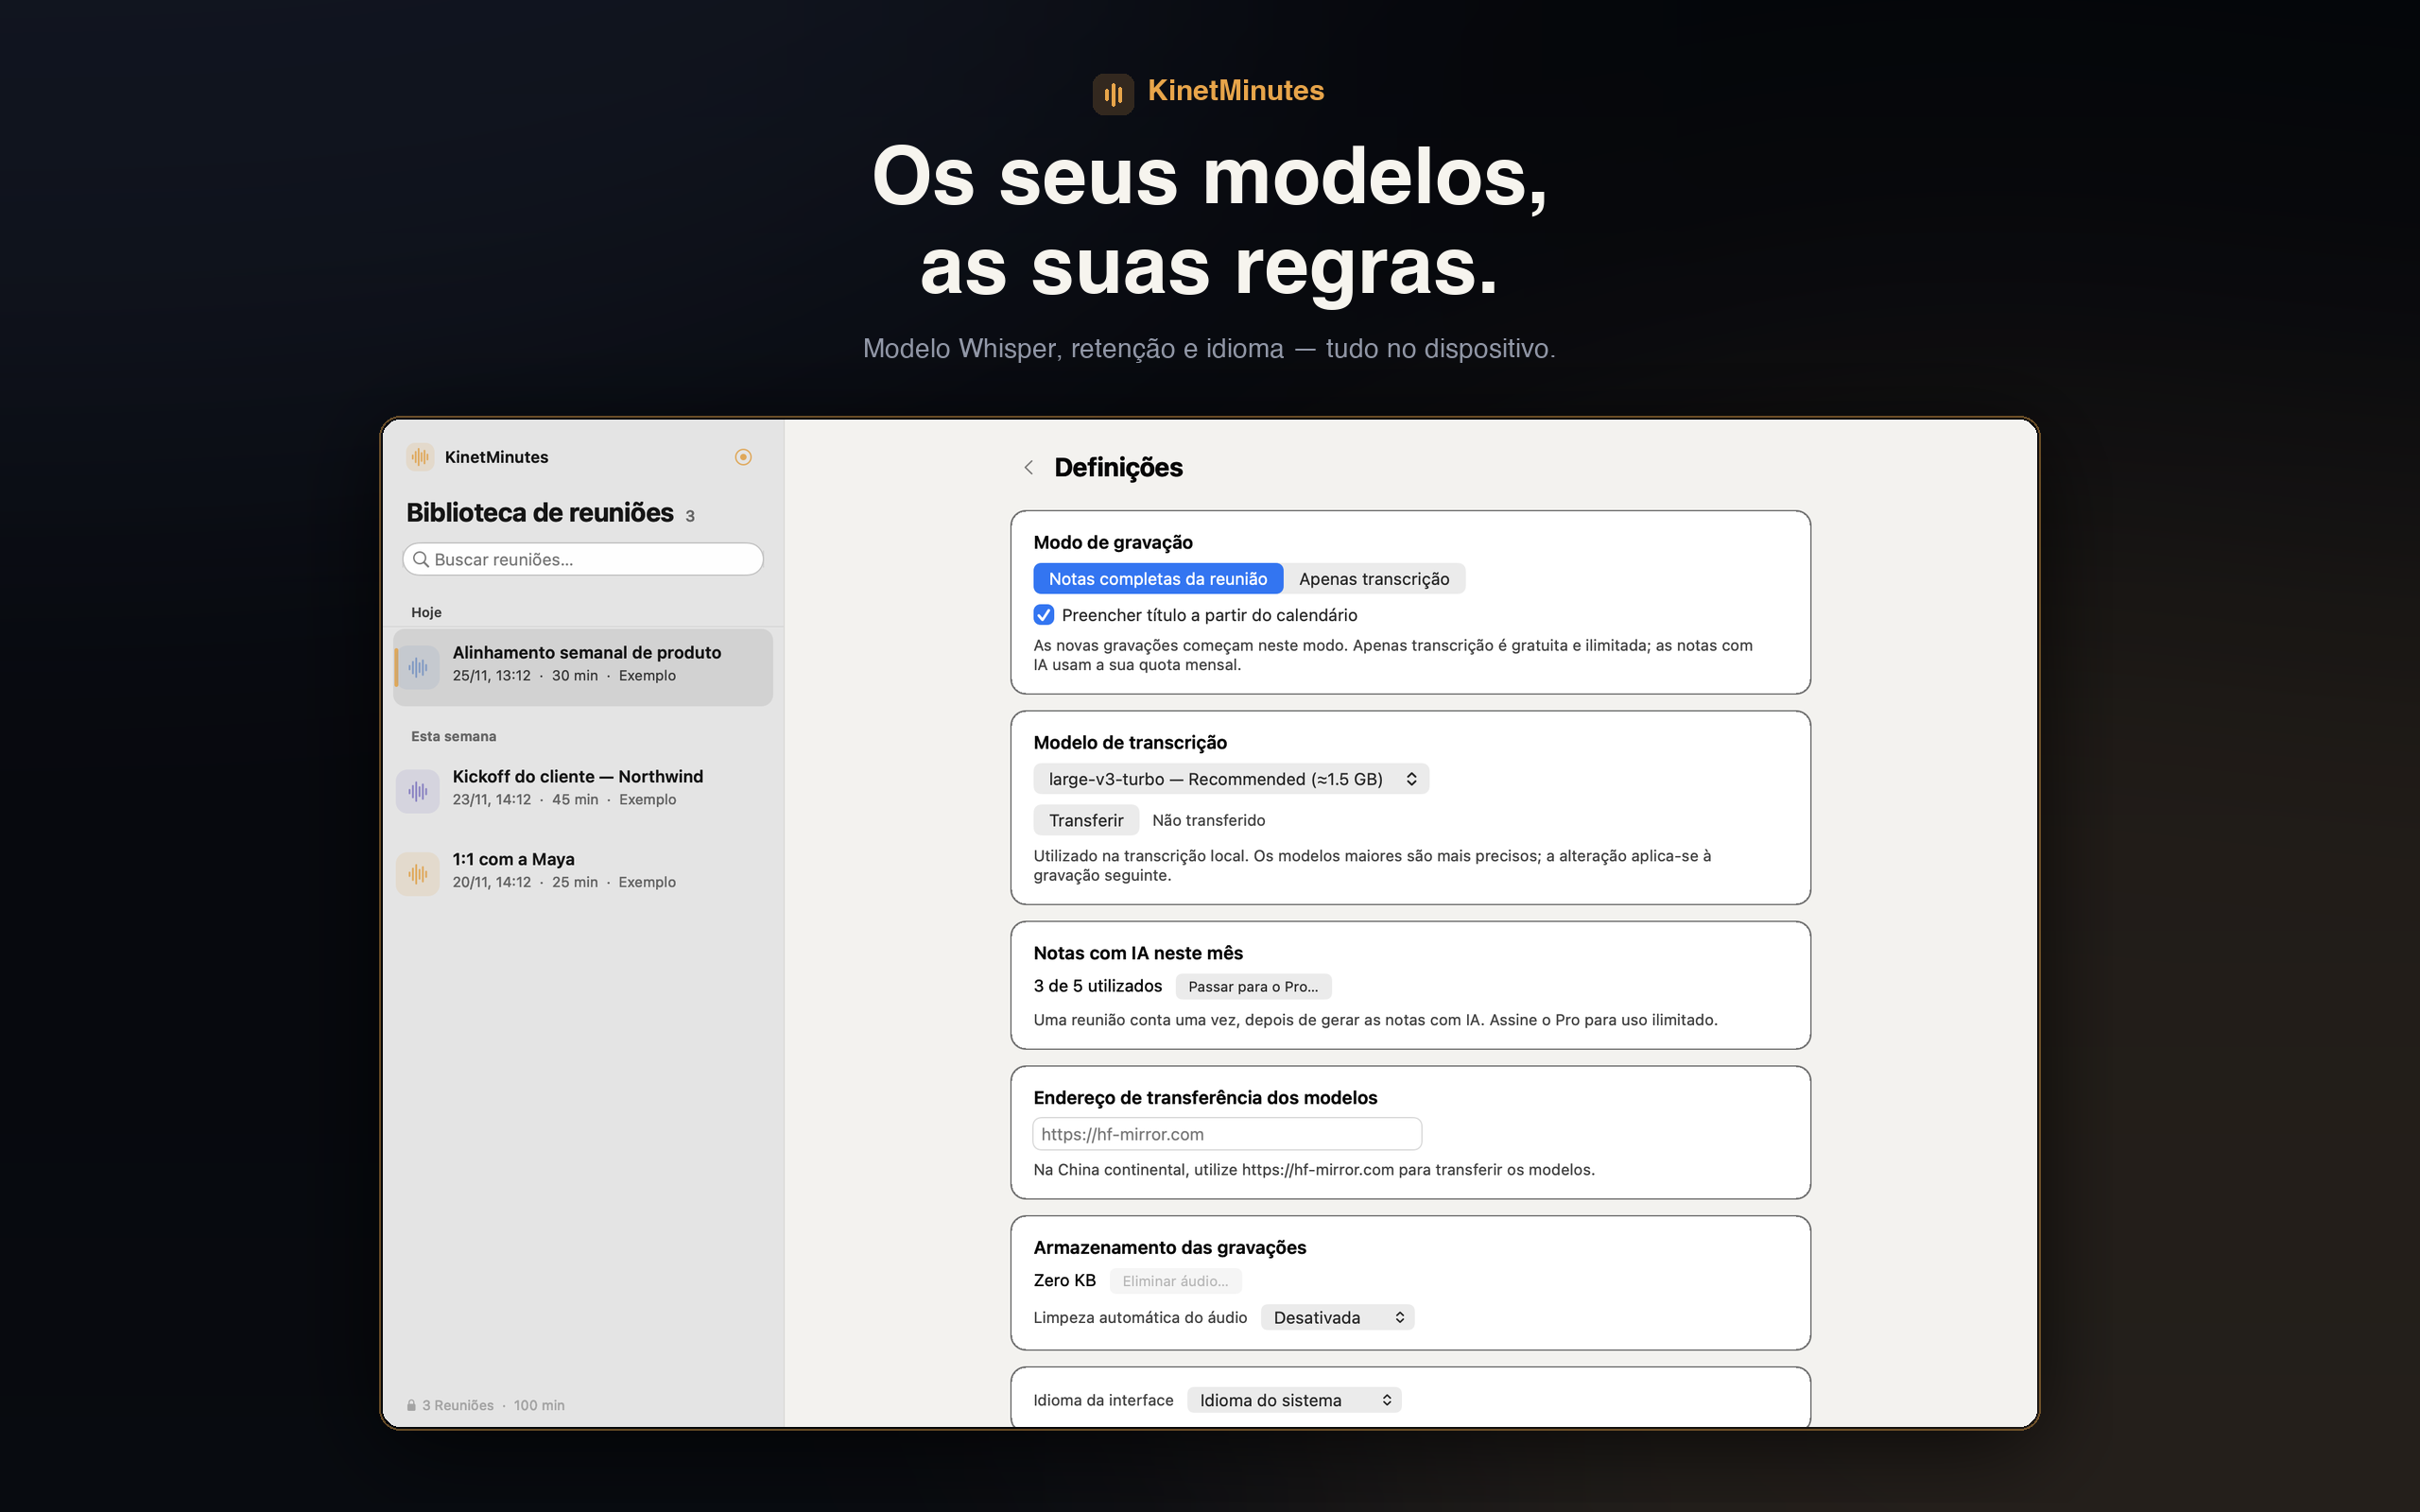 KinetMinutes
Os seus modelos,
as suas regras.
Modelo Whisper, retenção e idioma — tudo no dispositivo.
KinetMinutes
Biblioteca de reuniões 3
Buscar reuniões...
Hoje
Alinhamento semanal de produto
25/11, 13:12 · 30 min · Exemplo
Esta semana
Kickoff do cliente — Northwind
23/11, 14:12 · 45 min · Exemplo
1:1 com a Maya
20/11, 14:12 · 25 min · Exemplo
3 Reuniões · 100 min
Definições
Modo de gravação
Notas completas da reunião Apenas transcrição
Preencher título a partir do calendário
As novas gravações começam neste modo. Apenas transcrição é gratuita e ilimitada; as notas com
IA usam a sua quota mensal.
Modelo de transcrição
large-v3-turbo — Recommended (≈1.5 GB)
Transferir Não transferido
Utilizado na transcrição local. Os modelos maiores são mais precisos; a alteração aplica-se à
gravação seguinte.
Notas com IA neste mês
3 de 5 utilizados Passar para o Pro...
Uma reunião conta uma vez, depois de gerar as notas com IA. Assine o Pro para uso ilimitado.
Endereço de transferência dos modelos
https://hf-mirror.com
Na China continental, utilize https://hf-mirror.com para transferir os modelos.
Armazenamento das gravações
Zero KB Eliminar áudio...
Limpeza automática do áudio Desativada
Idioma da interface Idioma do sistema